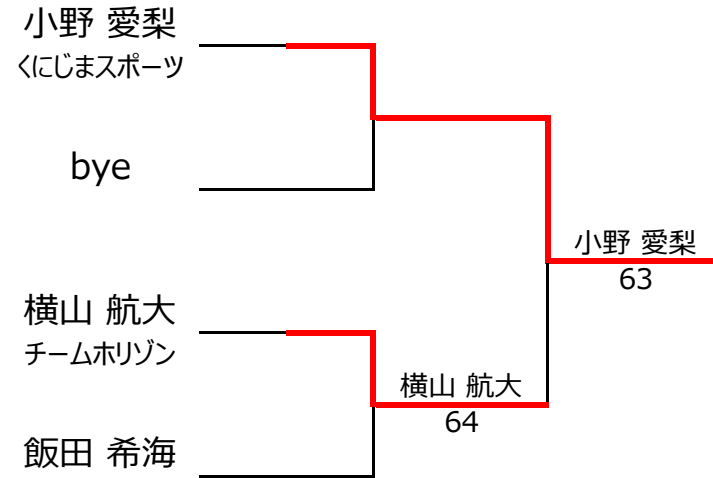 小野 愛梨
くにじまスポーツ
bye
小野 愛梨
63
横山 航大
チームホリゾン
横山 航大
64
飯田 希海